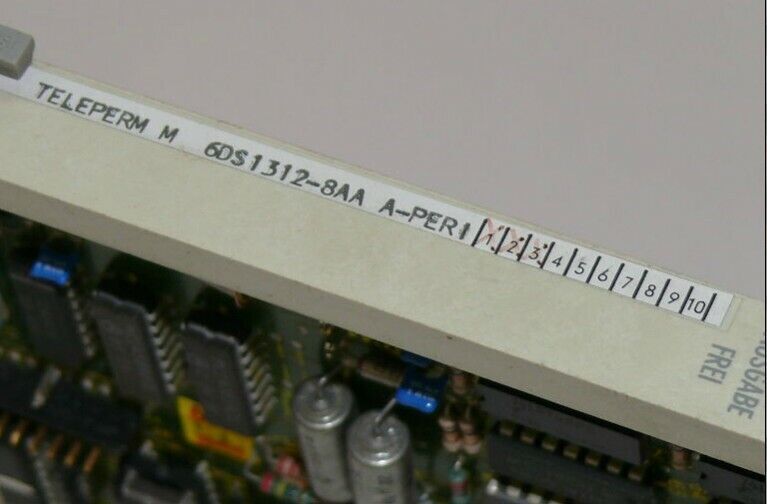 TELEPERM M 6DS1312-8AA A-PER1 1 2 3 4 5 6 7 8 9 10
FREI